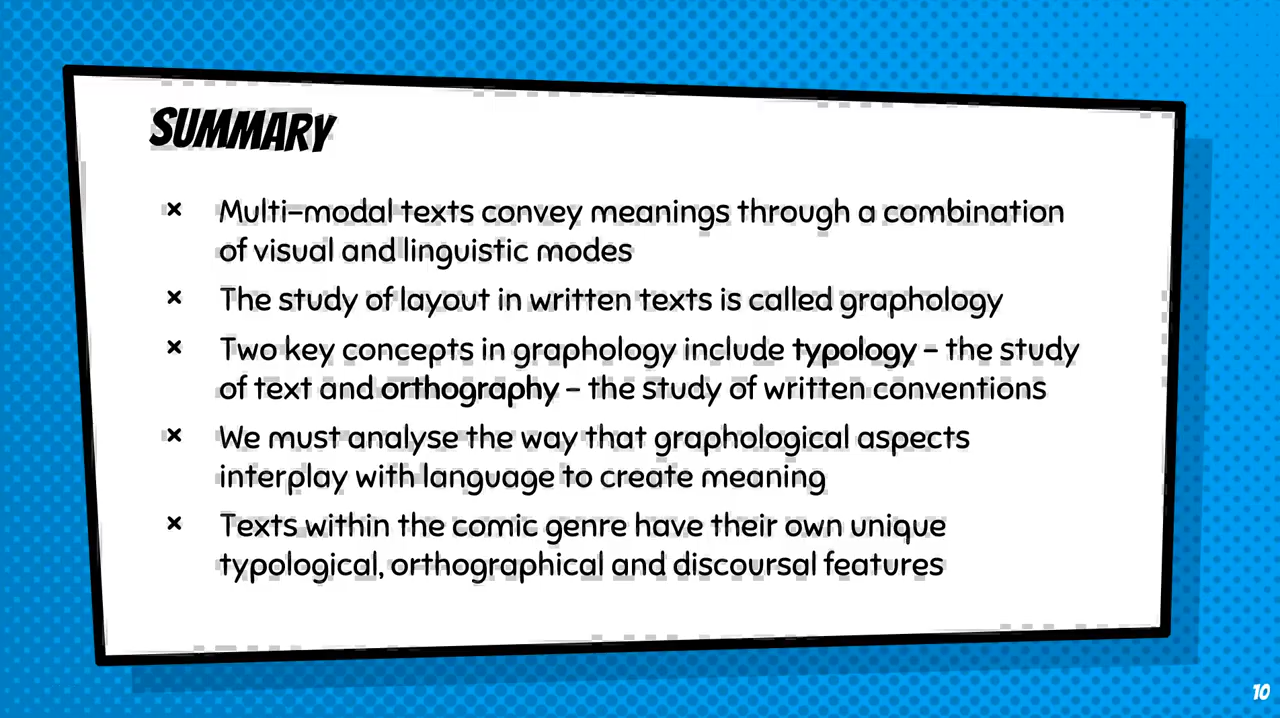 SUMMARY
× Multi-modal texts convey meanings through a combination
of visual and linguistic modes
× The study of layout in written texts is called graphology
× Two key concepts in graphology include typology – the study
of text and orthography – the study of written conventions
× We must analyse the way that graphological aspects
interplay with language to create meaning
× Texts within the comic genre have their own unique
typological, orthographical and discoursal features
10